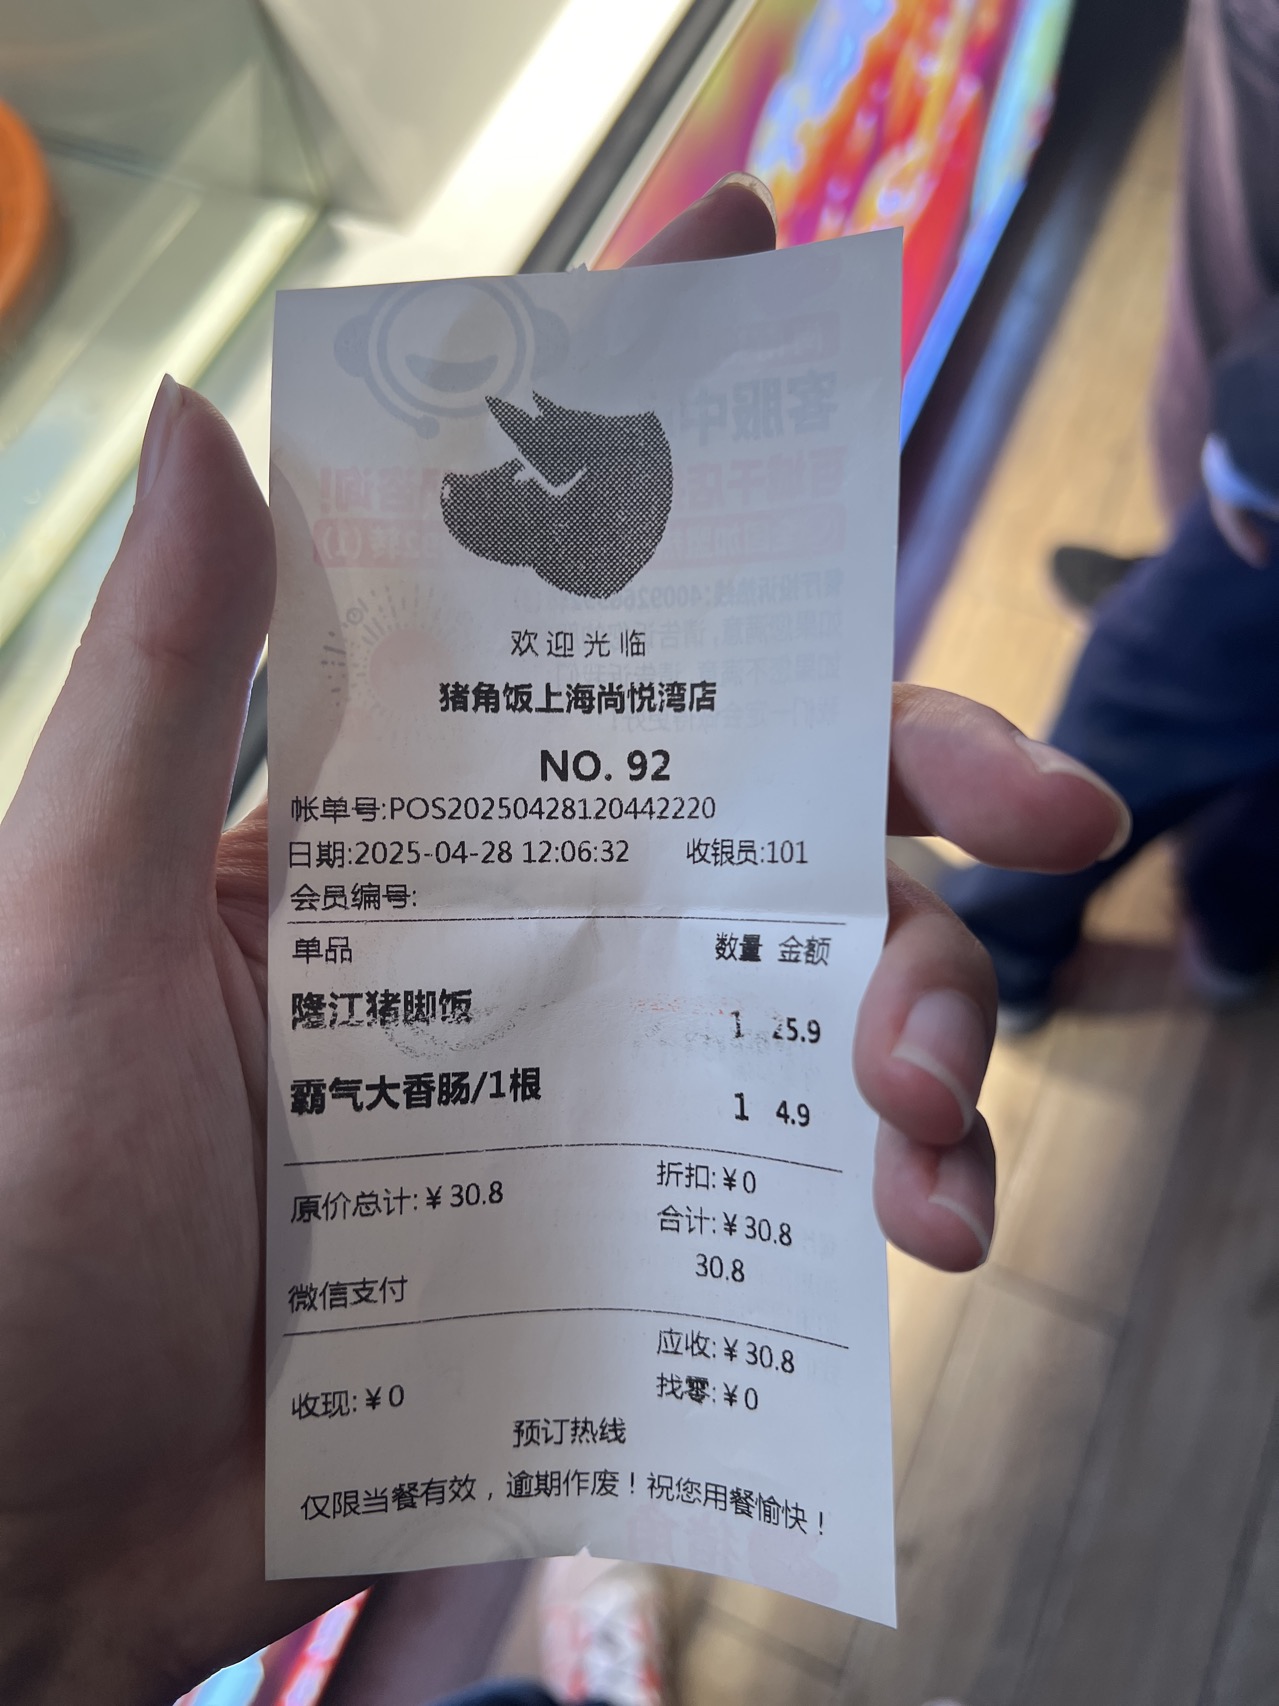 欢迎光临
猪角饭上海尚悦湾店
NO. 92
帐单号:POS20250428120442220
日期:2025-04-28 12:06:32 收银员:101
会员编号:
单品 数量 金额
隆江猪脚饭 1 25.9
霸气大香肠/1根 1 4.9
原价总计:￥30.8 折扣:￥0
合计:￥30.8
微信支付 30.8
应收:￥30.8
收现:￥0 找零:￥0
预订热线
仅限当餐有效，逾期作废！祝您用餐愉快！